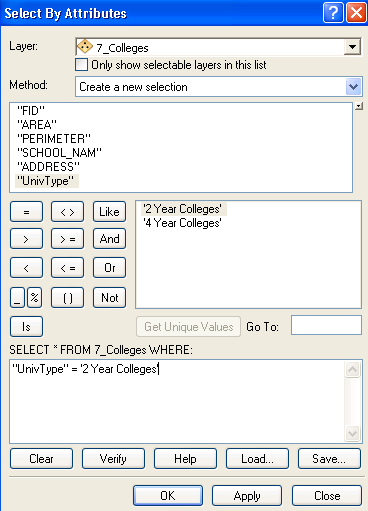 Select By Attributes
Layer: 7_Colleges
Only show selectable layers in this list
Method: Create a new selection
"FID"
"AREA"
"PERIMETER"
"SCHOOL_NAM"
"ADDRESS"
"UnivType"
= < > Like
> > = And
< < = Or
_ % ( ) Not
Is
'2 Year Colleges'
'4 Year Colleges'
Get Unique Values Go To:
SELECT * FROM 7_Colleges WHERE:
"UnivType" = '2 Year Colleges'
Clear Verify Help Load... Save...
OK Apply Close